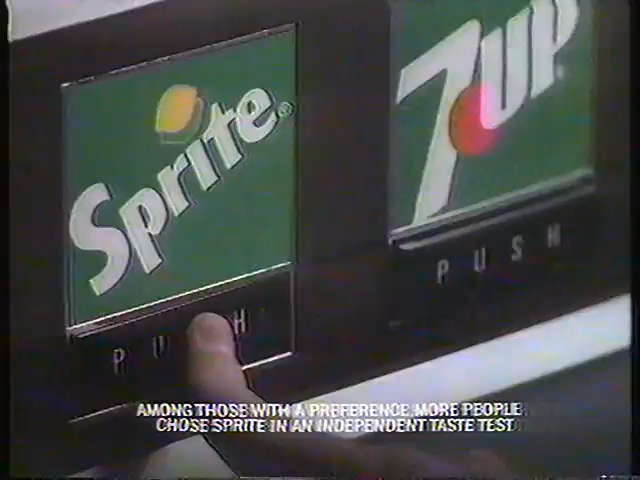 Sprite®
7UP
PUSH
PUSH
AMONG THOSE WITH A PREFERENCE, MORE PEOPLE
CHOSE SPRITE IN AN INDEPENDENT TASTE TEST